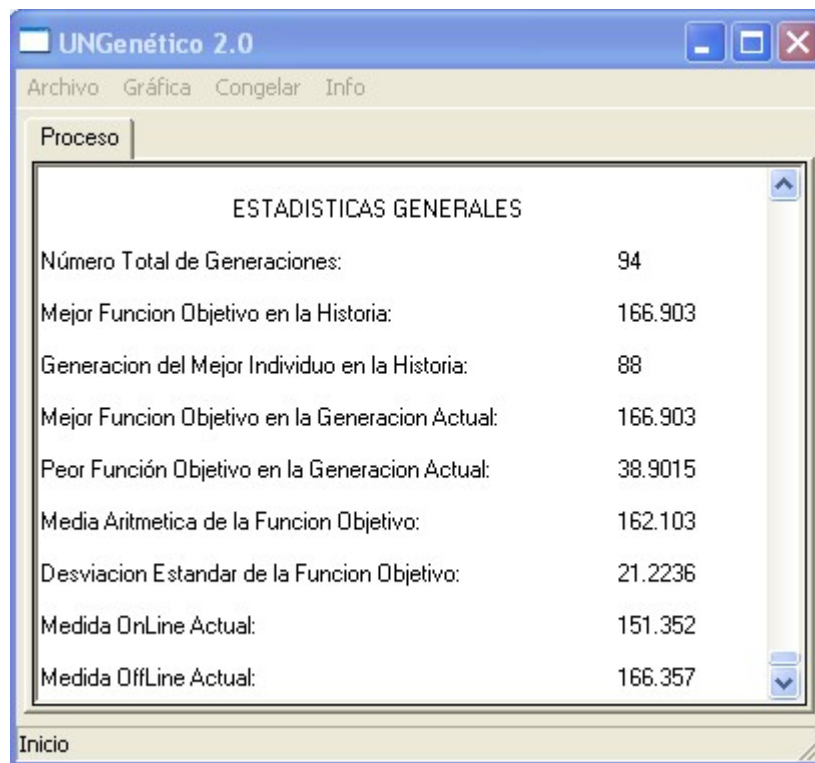 UNGenético 2.0
Archivo Gráfica Congelar Info
Proceso
ESTADISTICAS GENERALES
Número Total de Generaciones: 94
Mejor Funcion Objetivo en la Historia: 166.903
Generacion del Mejor Individuo en la Historia: 88
Mejor Funcion Objetivo en la Generacion Actual: 166.903
Peor Función Objetivo en la Generacion Actual: 38.9015
Media Aritmetica de la Funcion Objetivo: 162.103
Desviacion Estandar de la Funcion Objetivo: 21.2236
Medida OnLine Actual: 151.352
Medida OffLine Actual: 166.357
Inicio